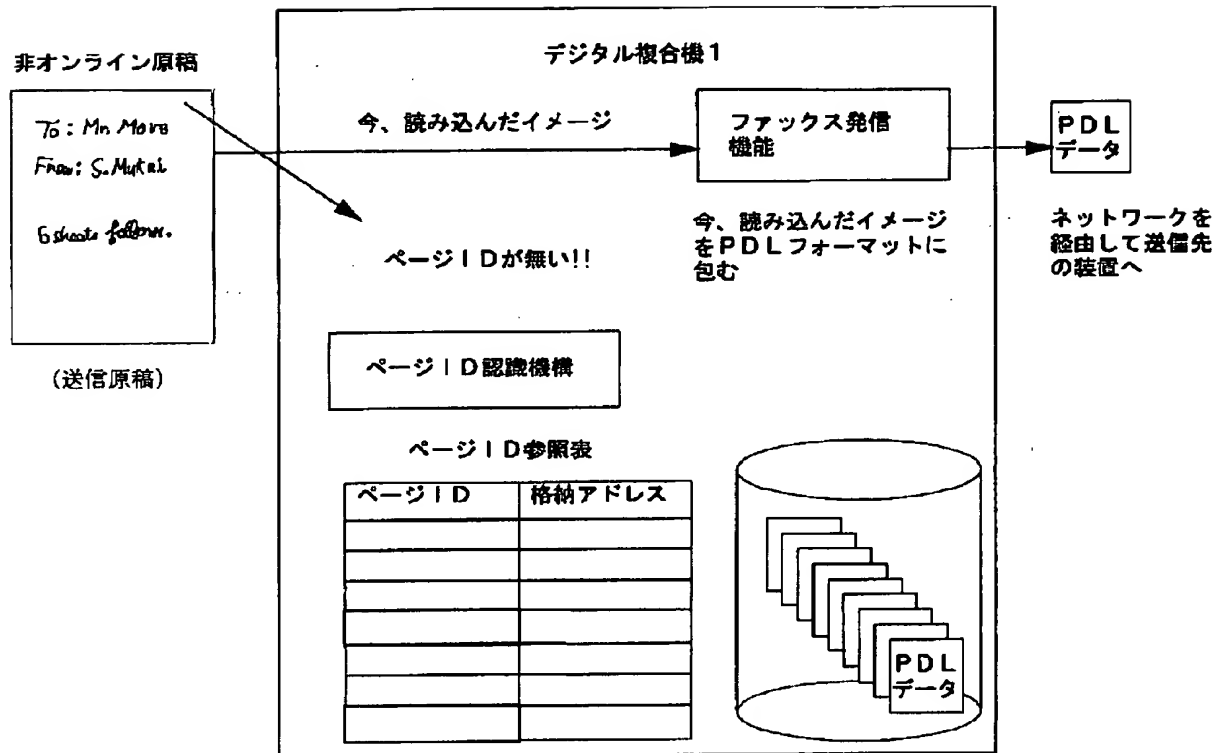 デジタル複合機1
非オンライン原稿
To: Mr. Mora
From: S. Mukai
6 sheets follows.
(送信原稿)
今、読み込んだイメージ
ファックス発信
機能
PDL
データ
ページIDが無い!!
今、読み込んだイメージ
をPDLフォーマットに
包む
ネットワークを
経由して送信先
の装置へ
ページID認識機構
ページID参照表
ページID 格納アドレス
PDL
データ